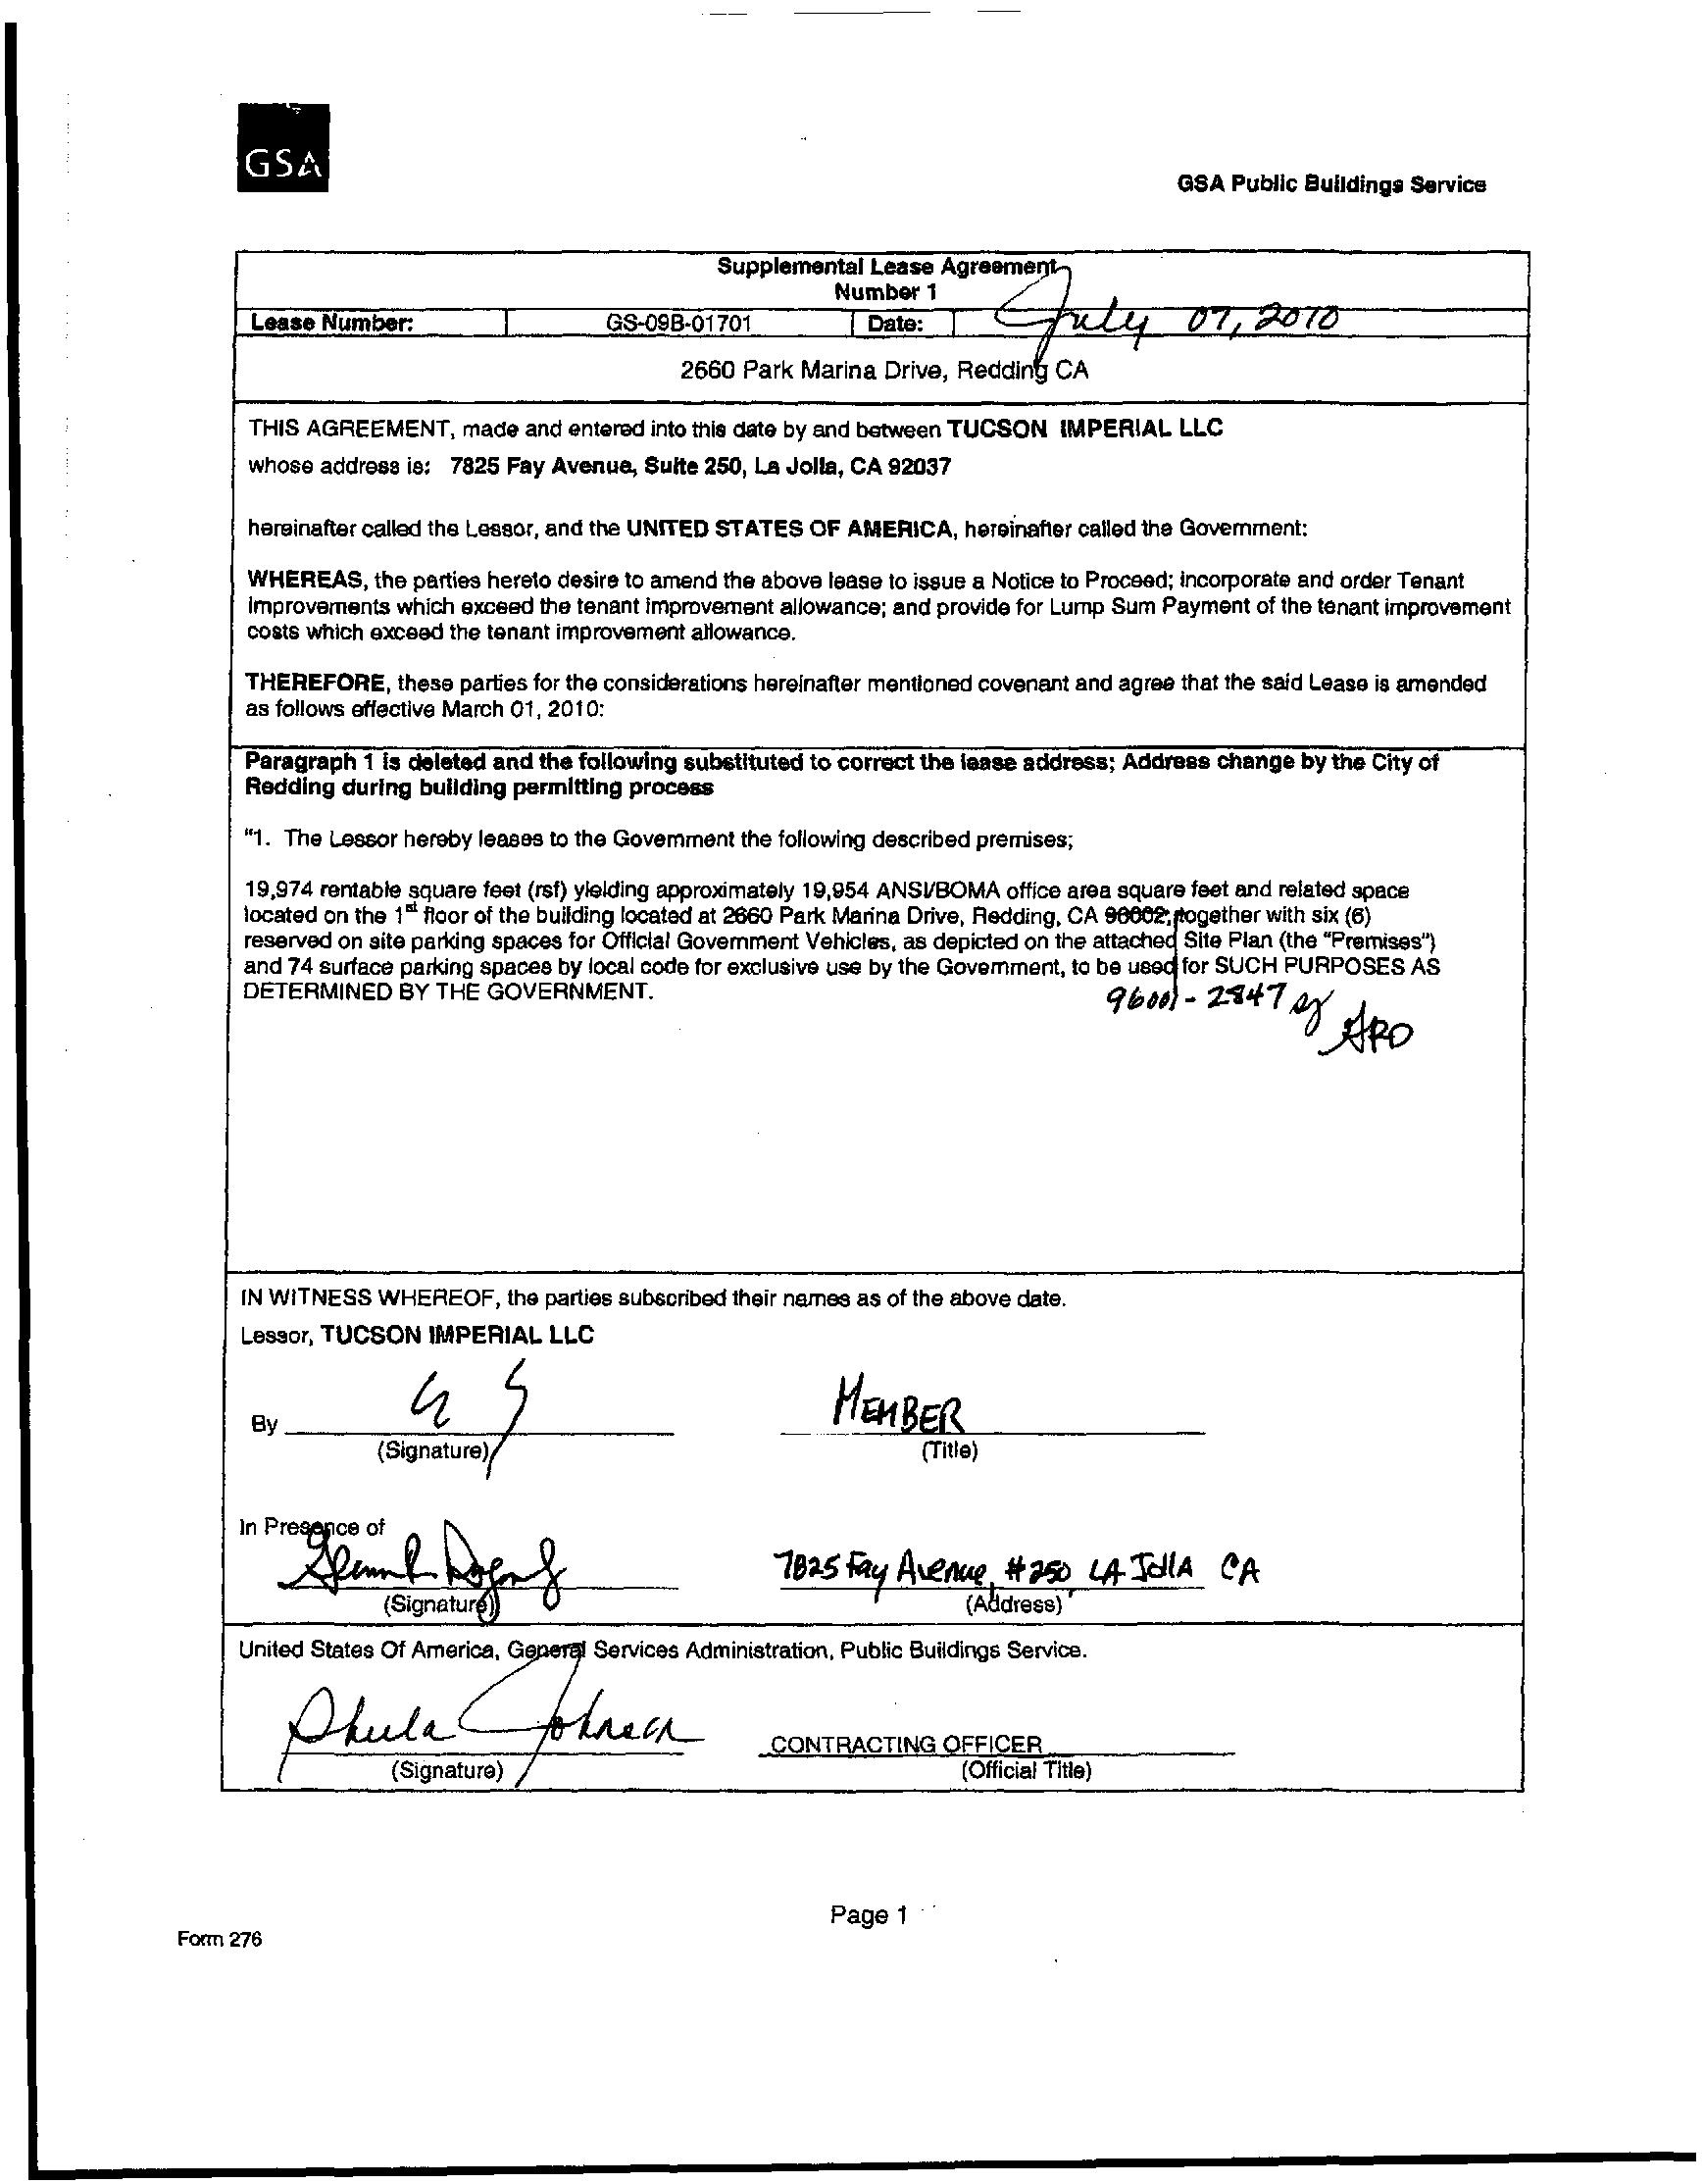 GSA
GSA Public Buildings Service
Supplemental Lease Agreement
Number 1
Lease Number: GS-09B-01701 Date: July 07, 2010
2660 Park Marina Drive, Redding CA
THIS AGREEMENT, made and entered into this date by and between TUCSON IMPERIAL LLC
whose address is: 7825 Fay Avenue, Suite 250, La Jolla, CA 92037
hereinafter called the Lessor, and the UNITED STATES OF AMERICA, hereinafter called the Government:
WHEREAS, the parties hereto desire to amend the above lease to issue a Notice to Proceed; incorporate and order Tenant
Improvements which exceed the tenant improvement allowance; and provide for Lump Sum Payment of the tenant improvement
costs which exceed the tenant improvement allowance.
THEREFORE, these parties for the considerations hereinafter mentioned covenant and agree that the said Lease is amended
as follows effective March 01, 2010:
Paragraph 1 is deleted and the following substituted to correct the lease address; Address change by the City of
Redding during building permitting process
"1. The Lessor hereby leases to the Government the following described premises;
19,974 rentable square feet (rsf) yielding approximately 19,954 ANSI/BOMA office area square feet and related space
located on the 1st floor of the building located at 2660 Park Marina Drive, Redding, CA 96002, together with six (6)
reserved on site parking spaces for Official Government Vehicles, as depicted on the attached Site Plan (the "Premises")
and 74 surface parking spaces by local code for exclusive use by the Government, to be used for SUCH PURPOSES AS
DETERMINED BY THE GOVERNMENT.
96001-2847
ARD
IN WITNESS WHEREOF, the parties subscribed their names as of the above date.
Lessor, TUCSON IMPERIAL LLC
By MEMBER
(Signature) (Title)
In Presence of
7825 Fay Avenue, #250 LA JollA CA
(Signature) (Address)
United States Of America, General Services Administration, Public Buildings Service.
Sheila Johnson CONTRACTING OFFICER
(Signature) (Official Title)
Page 1
Form 276